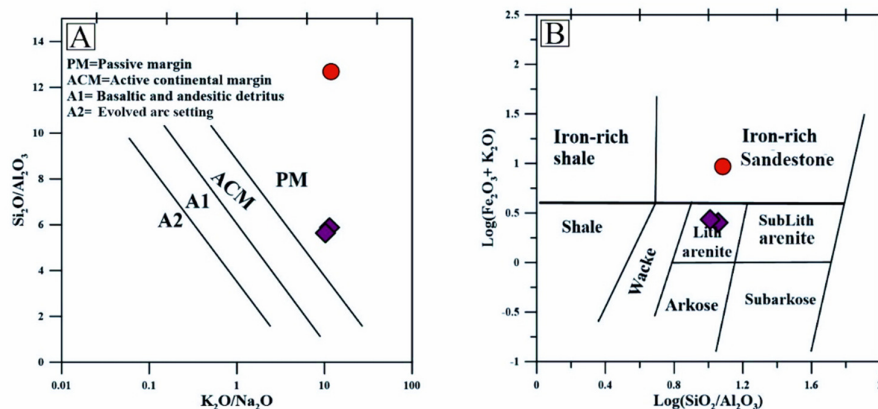 A
PM=Passive margin
ACM=Active continental margin
A1= Basaltic and andesitic detritus
A2= Evolved arc setting
14
12
10
8
6
4
2
0
Si₂O/Al₂O₃
A2
A1
ACM
PM
0.01
0.1
1
10
100
K₂O/Na₂O
B
2.5
2
1.5
1
0.5
0
-0.5
-1
Log(Fe₂O₃+ K₂O)
Iron-rich
shale
Iron-rich
Sandestone
Shale
Wacke
Lith
arenite
SubLith
arenite
Arkose
Subarkose
0
0.4
0.8
1.2
1.6
Log(SiO₂/Al₂O₃)